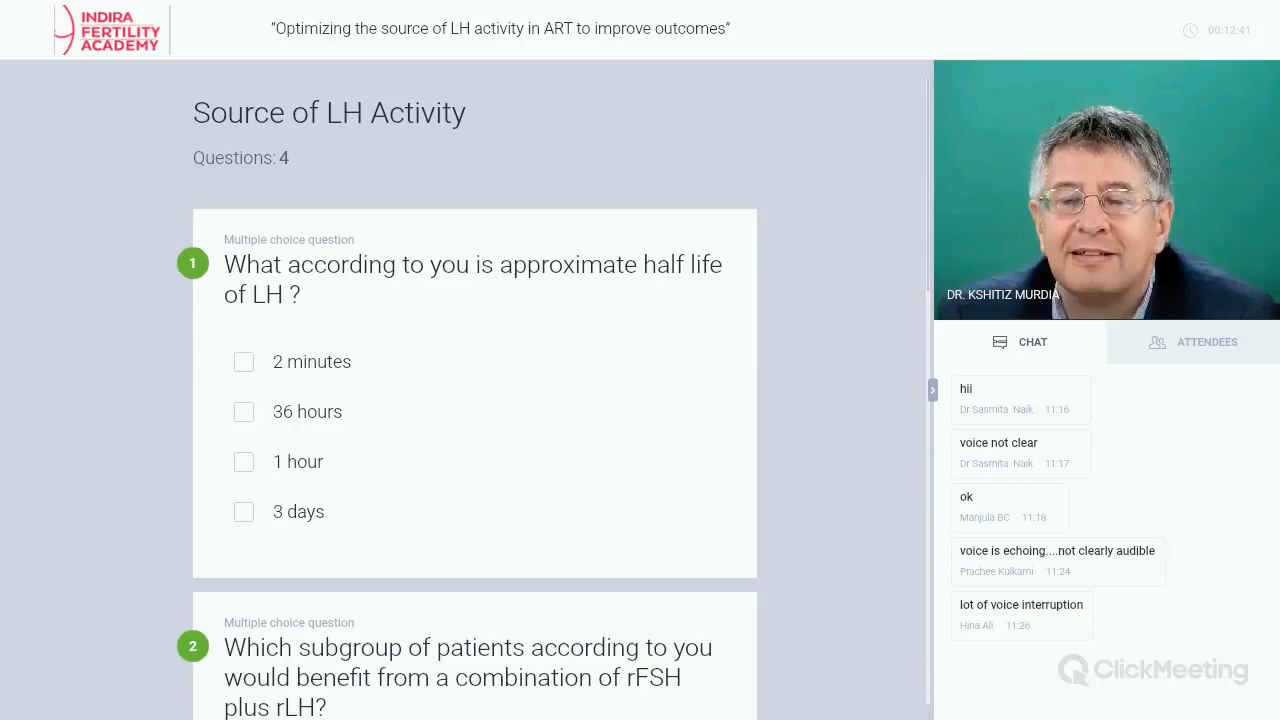 INDIRA
FERTILITY
ACADEMY
“Optimizing the source of LH activity in ART to improve outcomes”
00:12:41
Source of LH Activity
Questions: 4
Multiple choice question
1
What according to you is approximate half life
of LH ?
2 minutes
36 hours
1 hour
3 days
Multiple choice question
2
Which subgroup of patients according to you
would benefit from a combination of rFSH
plus rLH?
DR. KSHITIZ MURDIA
CHAT
ATTENDEES
hii
Dr Sasmita Naik 11:16
voice not clear
Dr Sasmita Naik 11:17
ok
Manjula BC 11:18
voice is echoing....not clearly audible
Prachee Kulkarni 11:24
lot of voice interruption
Hina Ali 11:26
ClickMeeting